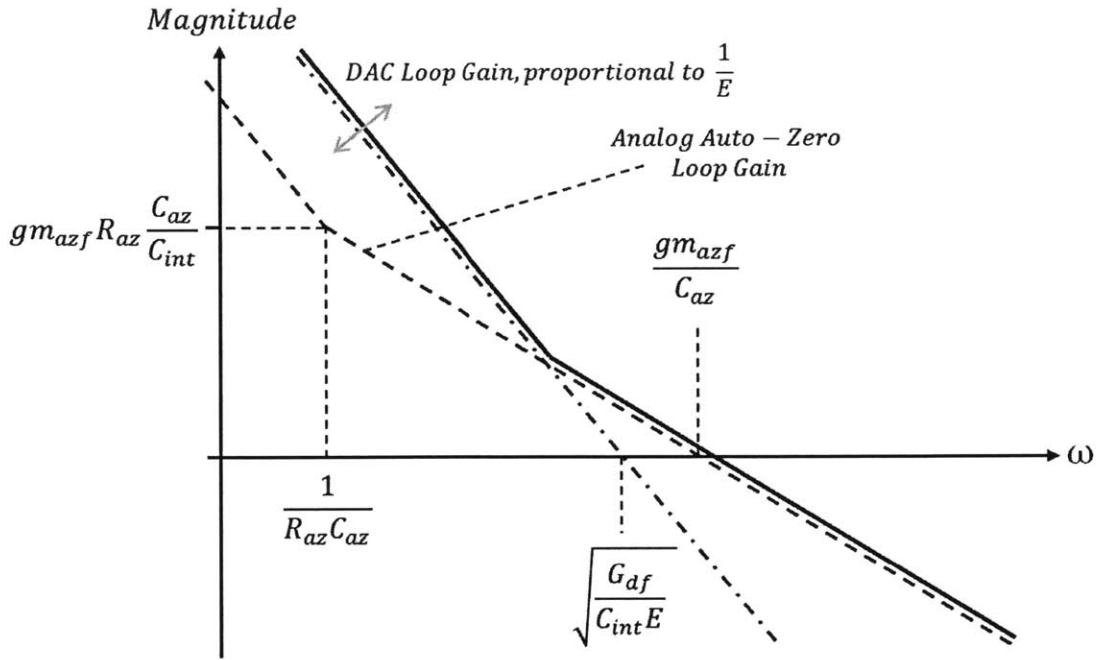 Magnitude
DAC Loop Gain, proportional to 1/E
Analog Auto – Zero
Loop Gain
gm_azf R_az C_az/C_int
gm_azf/C_az
ω
1/(R_az C_az)
√(G_df/(C_int E))